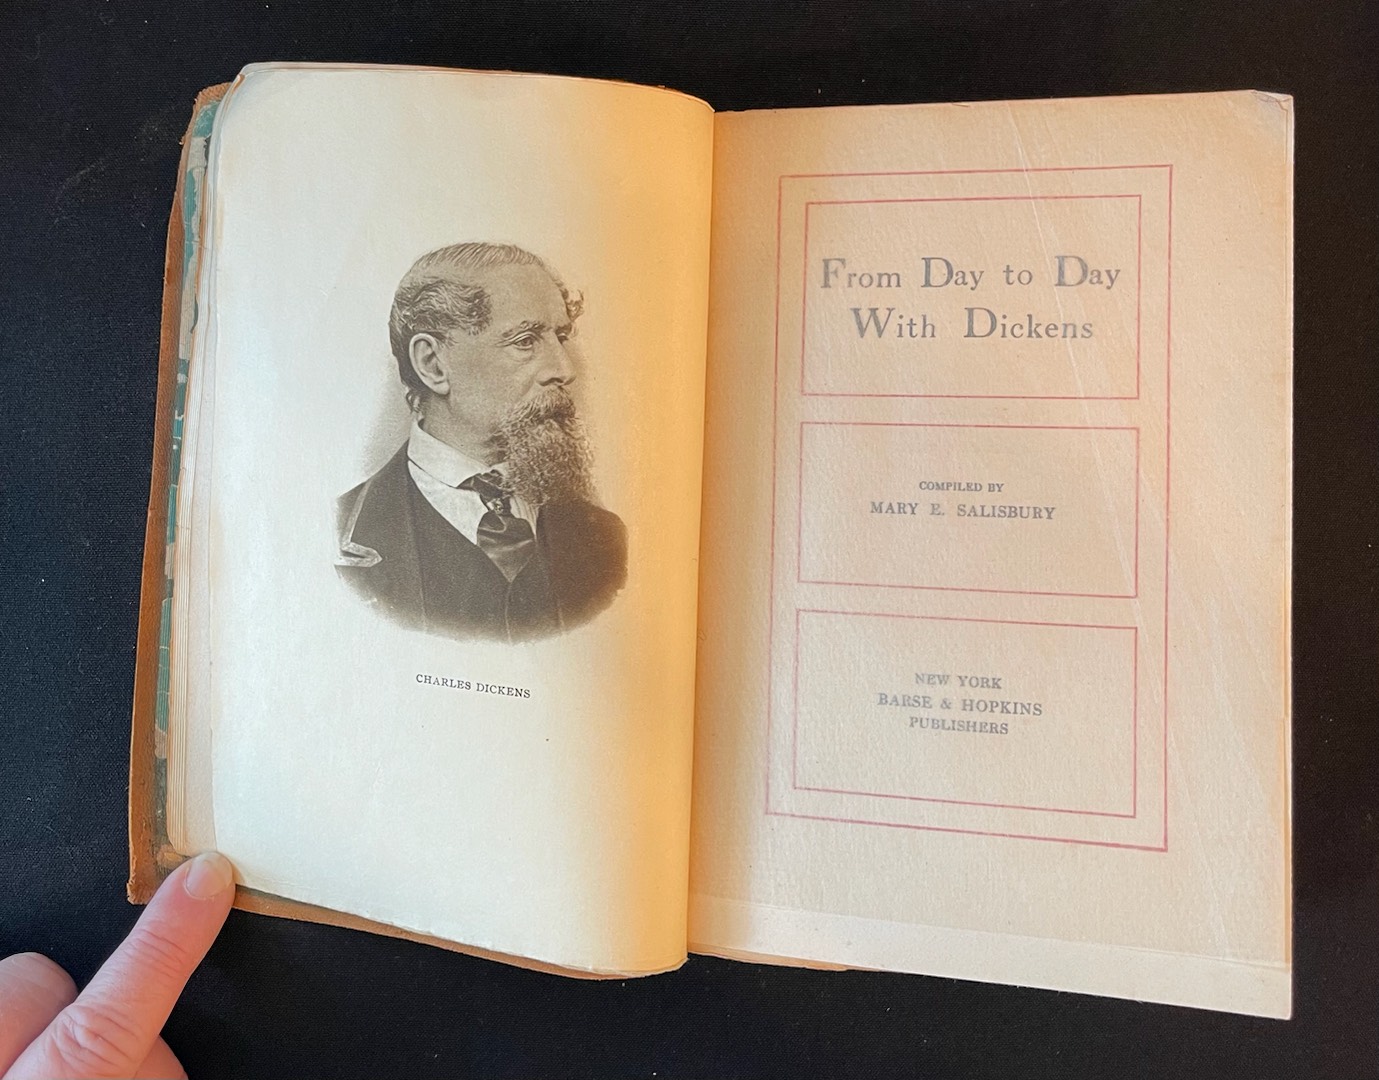 CHARLES DICKENS
From Day to Day
With Dickens
COMPILED BY
MARY E. SALISBURY
NEW YORK
BARSE & HOPKINS
PUBLISHERS